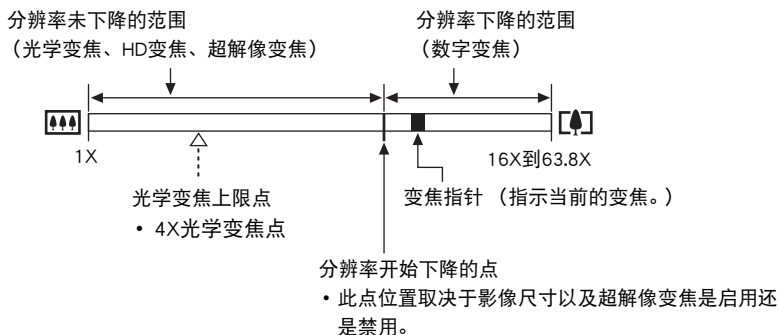 分辨率未下降的范围
（光学变焦、HD变焦、超解像变焦）
分辨率下降的范围
（数字变焦）
1X
16X到63.8X
光学变焦上限点
• 4X光学变焦点
变焦指针 （指示当前的变焦。）
分辨率开始下降的点
• 此点位置取决于影像尺寸以及超解像变焦是启用还
是禁用。